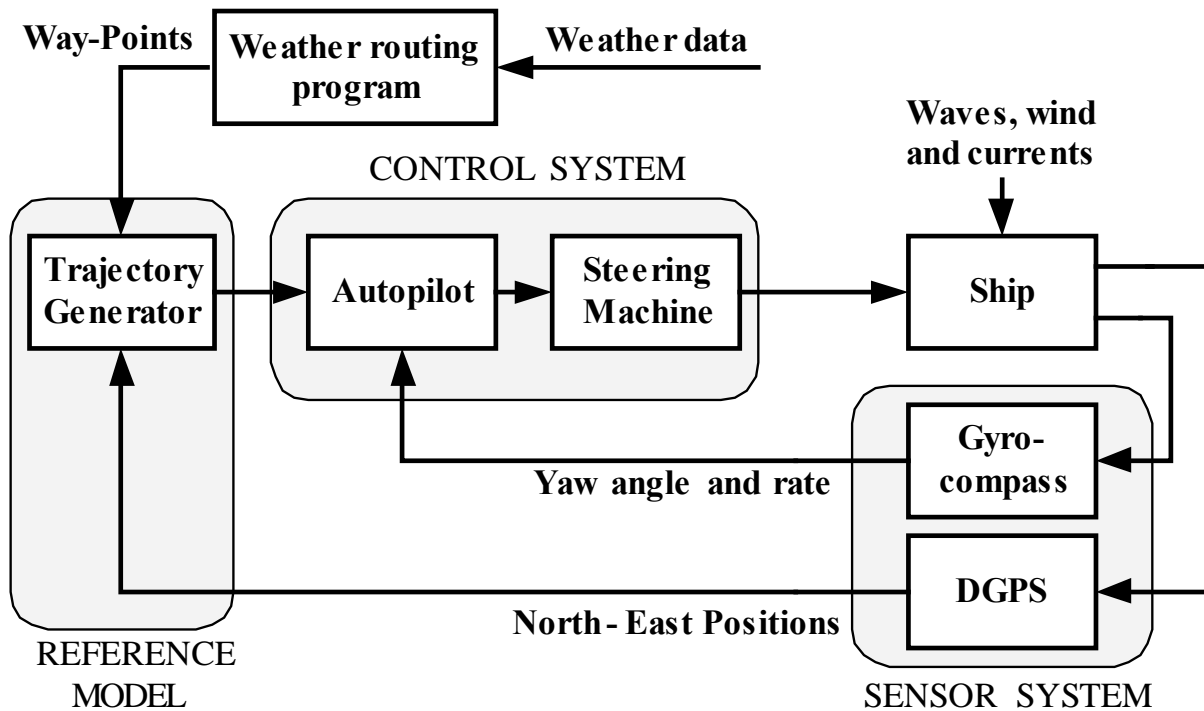 Way-Points
Weather routing
program
Weather data
Waves, wind
and currents
CONTROL SYSTEM
Trajectory
Generator
Autopilot
Steering
Machine
Ship
Gyro-
compass
Yaw angle and rate
DGPS
North-East Positions
REFERENCE
MODEL
SENSOR SYSTEM